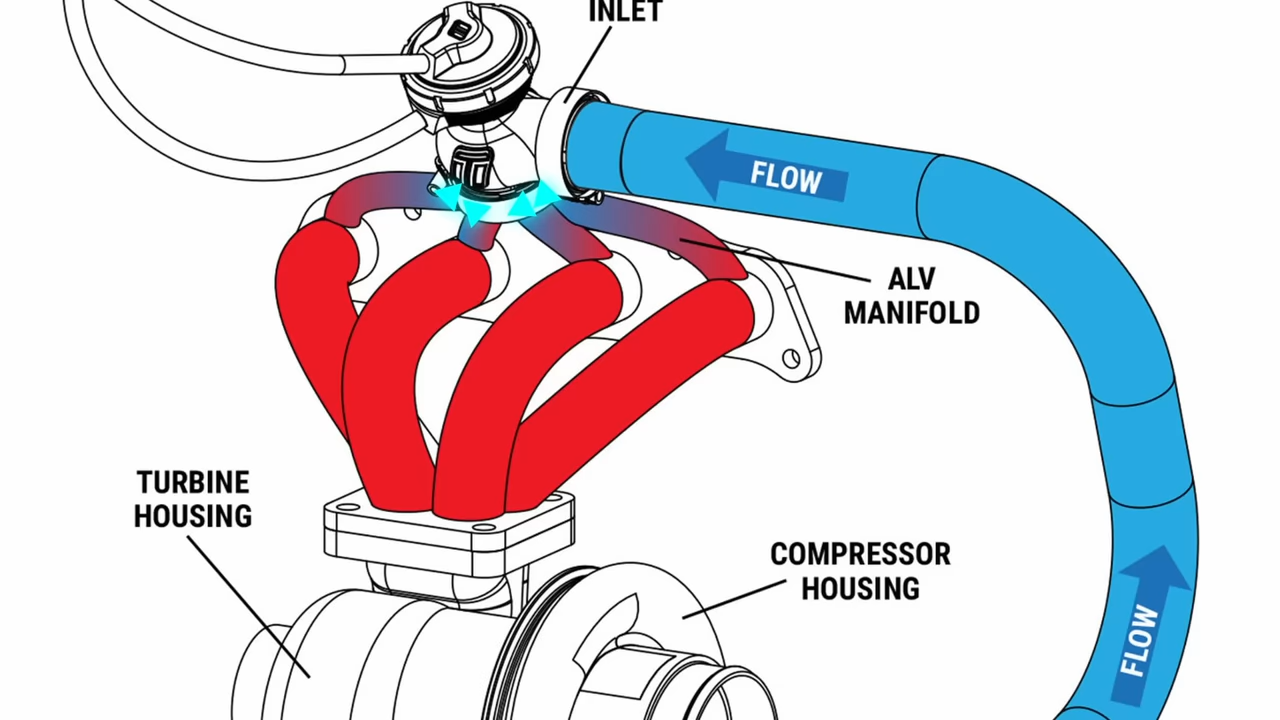 INLET
FLOW
ALV
MANIFOLD
TURBINE
HOUSING
COMPRESSOR
HOUSING
FLOW